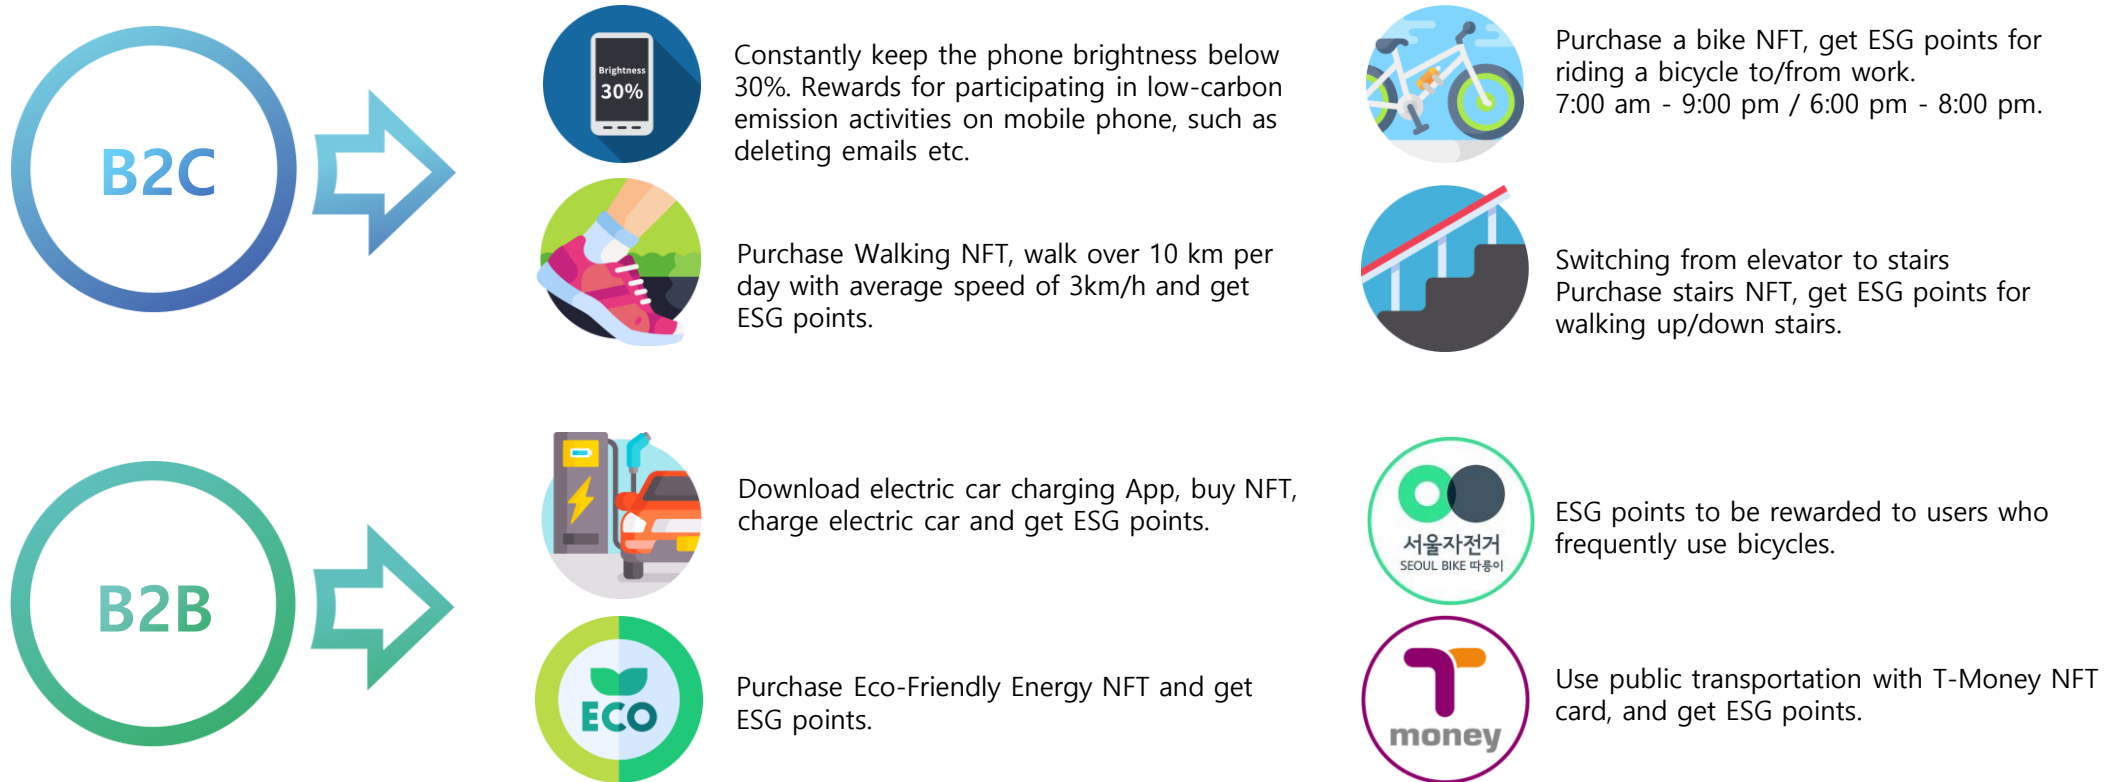 B2C
Brightness
30%
Constantly keep the phone brightness below
30%. Rewards for participating in low-carbon
emission activities on mobile phone, such as
deleting emails etc.
Purchase a bike NFT, get ESG points for
riding a bicycle to/from work.
7:00 am - 9:00 pm / 6:00 pm - 8:00 pm.
Purchase Walking NFT, walk over 10 km per
day with average speed of 3km/h and get
ESG points.
Switching from elevator to stairs
Purchase stairs NFT, get ESG points for
walking up/down stairs.
B2B
Download electric car charging App, buy NFT,
charge electric car and get ESG points.
서울자전거
SEOUL BIKE 따릉이
ESG points to be rewarded to users who
frequently use bicycles.
ECO
Purchase Eco-Friendly Energy NFT and get
ESG points.
T
money
Use public transportation with T-Money NFT
card, and get ESG points.